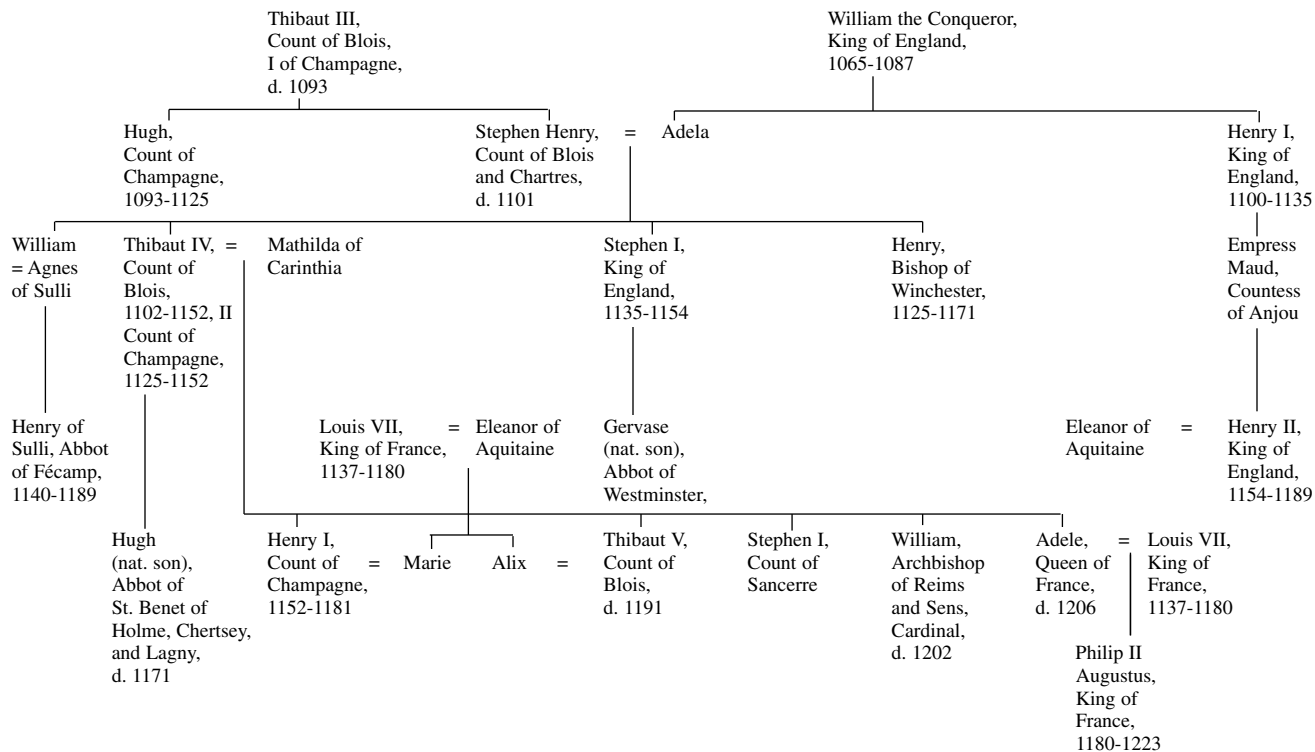 Thibaut III,
Count of Blois,
I of Champagne,
d. 1093
William the Conqueror,
King of England,
1065-1087
Hugh,
Count of
Champagne,
1093-1125
Stephen Henry,
Count of Blois
and Chartres,
d. 1101
=
Adela
Henry I,
King of
England,
1100-1135
William
= Agnes
of Sulli
Thibaut IV, =
Count of
Blois,
1102-1152, II
Count of
Champagne,
1125-1152
Mathilda of
Carinthia
Stephen I,
King of
England,
1135-1154
Henry,
Bishop of
Winchester,
1125-1171
Empress
Maud,
Countess
of Anjou
Henry of
Sulli, Abbot
of Fécamp,
1140-1189
Louis VII,
King of France,
1137-1180
=
Eleanor of
Aquitaine
Gervase
(nat. son),
Abbot of
Westminster,
Eleanor of
Aquitaine
=
Henry II,
King of
England,
1154-1189
Hugh
(nat. son),
Abbot of
St. Benet of
Holme, Chertsey,
and Lagny,
d. 1171
Henry I,
Count of
Champagne,
1152-1181
=
Marie
Alix
=
Thibaut V,
Count of
Blois,
d. 1191
Stephen I,
Count of
Sancerre
William,
Archbishop
of Reims
and Sens,
Cardinal,
d. 1202
Adele,
Queen of
France,
d. 1206
=
Louis VII,
King of
France,
1137-1180
Philip II
Augustus,
King of
France,
1180-1223